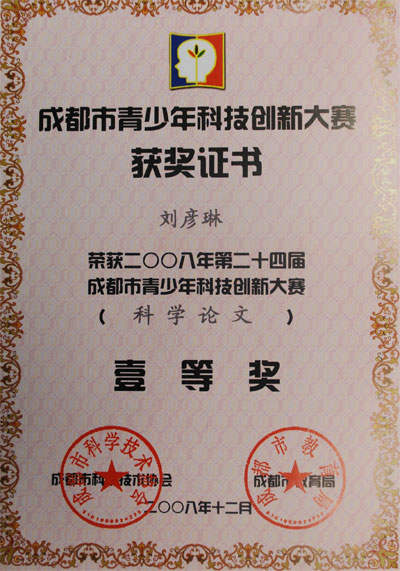 成都市青少年科技创新大赛
获奖证书
刘彦琳
荣获二〇〇八年第二十四届
成都市青少年科技创新大赛
(科学论文)
壹等奖
成都市科学技术协会 成都市教育局
二〇〇八年十二月